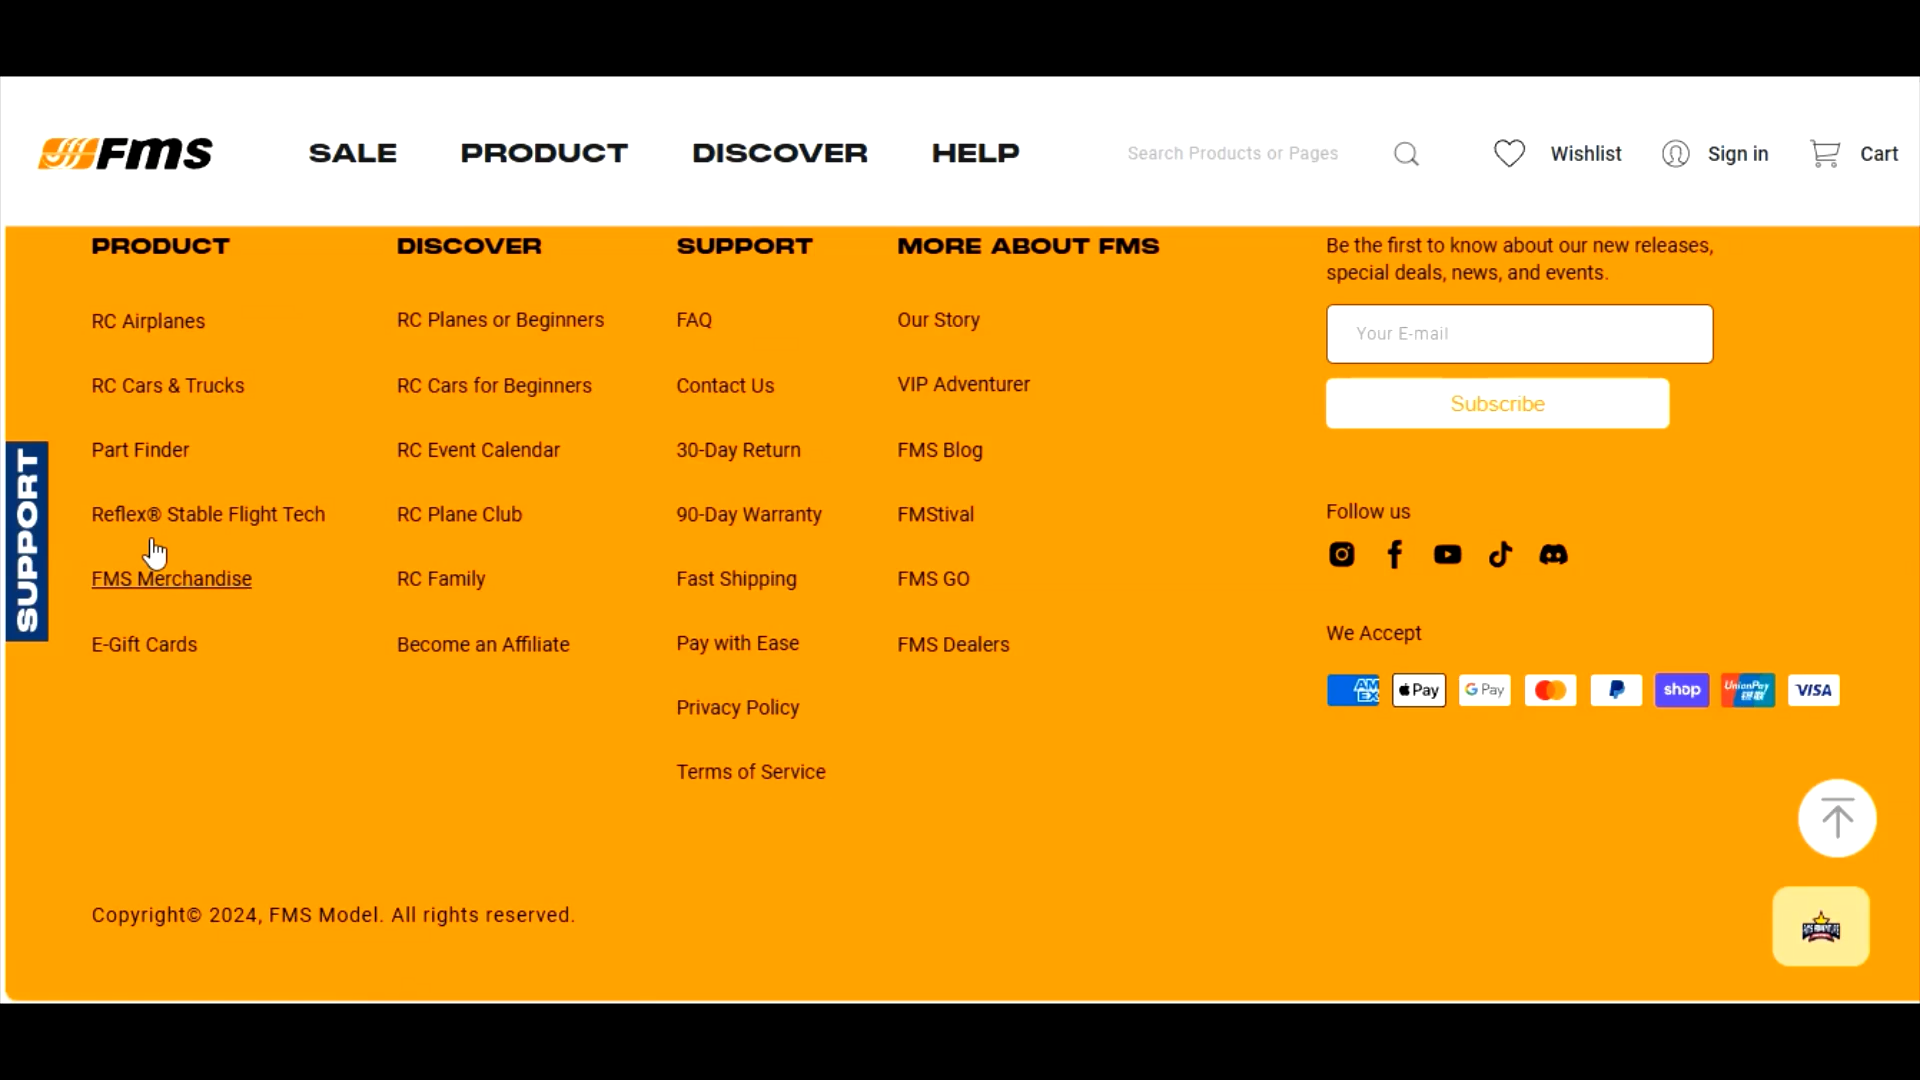 Fms
SALE
PRODUCT
DISCOVER
HELP
Search Products or Pages
Wishlist
Sign in
Cart
PRODUCT
RC Airplanes
RC Cars & Trucks
Part Finder
Reflex® Stable Flight Tech
FMS Merchandise
E-Gift Cards
DISCOVER
RC Planes or Beginners
RC Cars for Beginners
RC Event Calendar
RC Plane Club
RC Family
Become an Affiliate
SUPPORT
FAQ
Contact Us
30-Day Return
90-Day Warranty
Fast Shipping
Pay with Ease
Privacy Policy
Terms of Service
MORE ABOUT FMS
Our Story
VIP Adventurer
FMS Blog
FMStival
FMS GO
FMS Dealers
Be the first to know about our new releases,
special deals, news, and events.
Your E-mail
Subscribe
Follow us
We Accept
AM
EX
Pay
G Pay
shop
UnionPay
银联
VISA
SUPPORT
Copyright© 2024, FMS Model. All rights reserved.